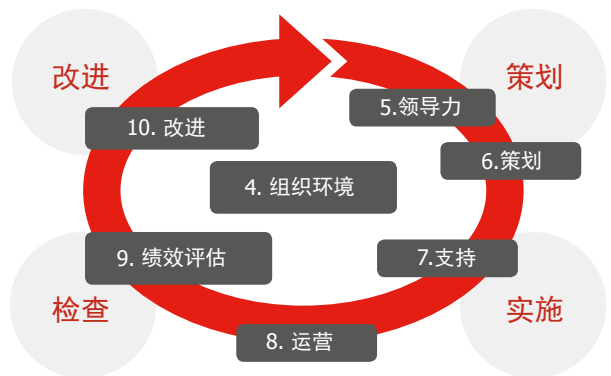 改进
策划
5.领导力
10. 改进
6.策划
4. 组织环境
9. 绩效评估
7.支持
检查
实施
8. 运营